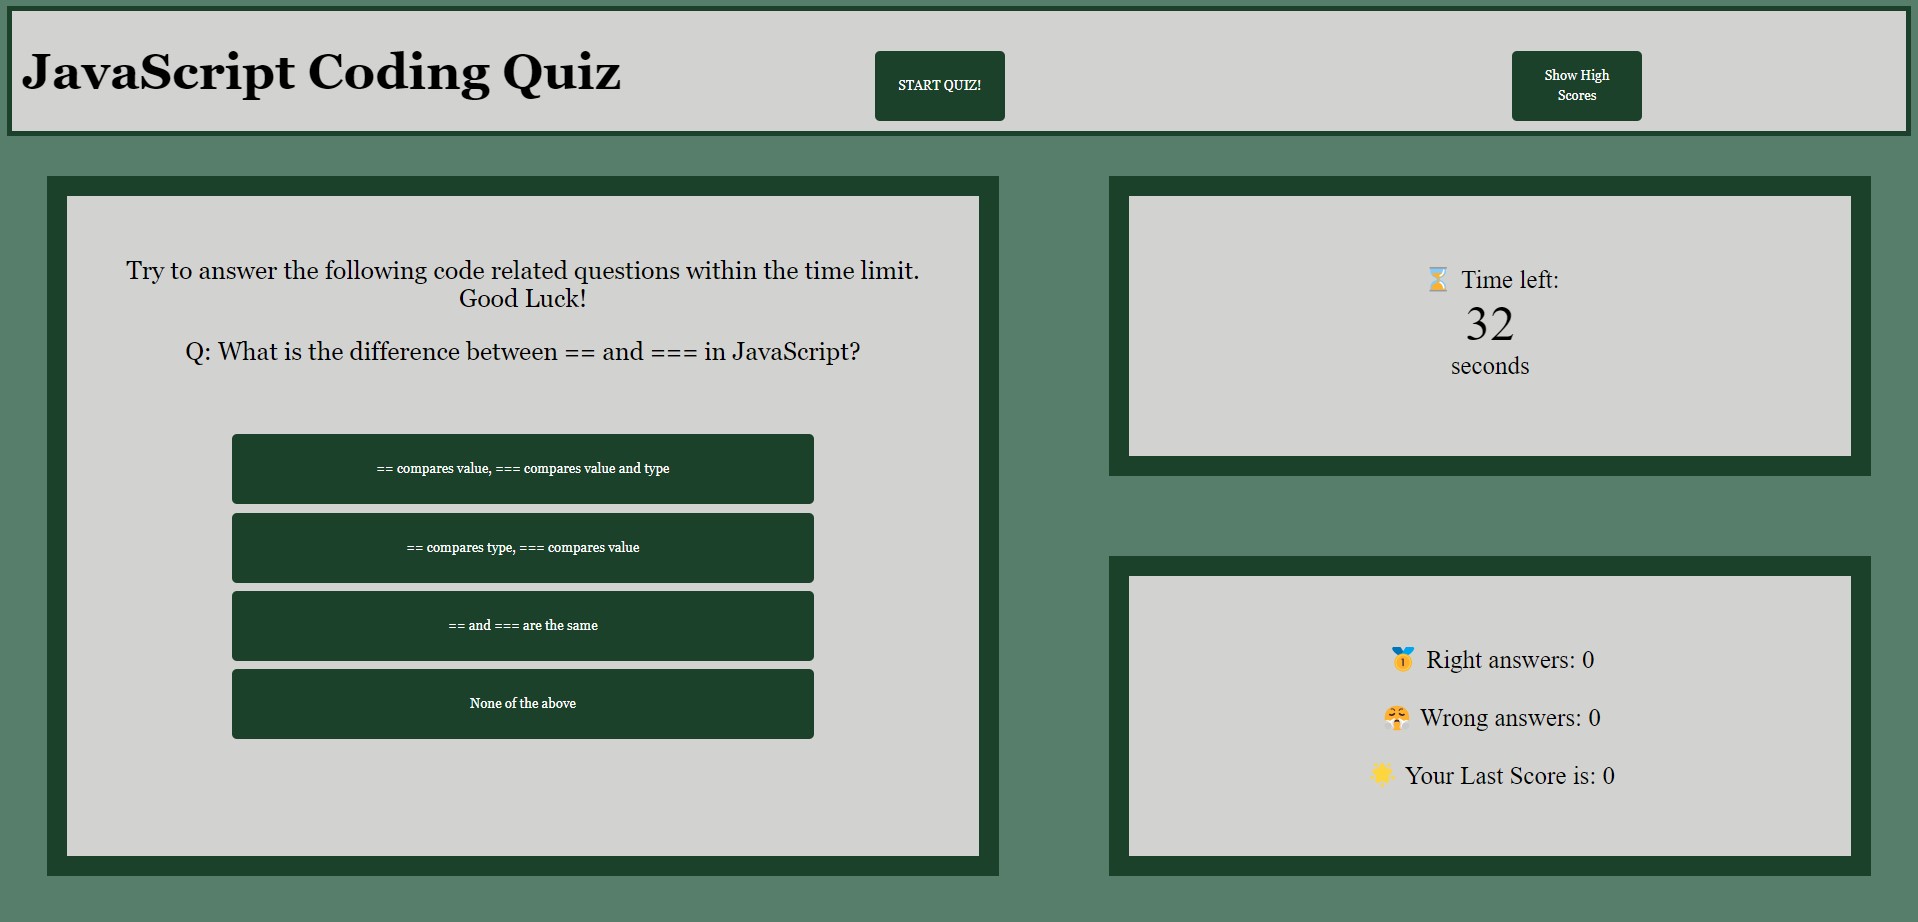 JavaScript Coding Quiz
START QUIZ!
Show High
Scores
Try to answer the following code related questions within the time limit.
Good Luck!
Q: What is the difference between == and === in JavaScript?
== compares value, === compares value and type
== compares type, === compares value
== and === are the same
None of the above
⏳ Time left:
32
seconds
🥇 Right answers: 0
😤 Wrong answers: 0
🌟 Your Last Score is: 0